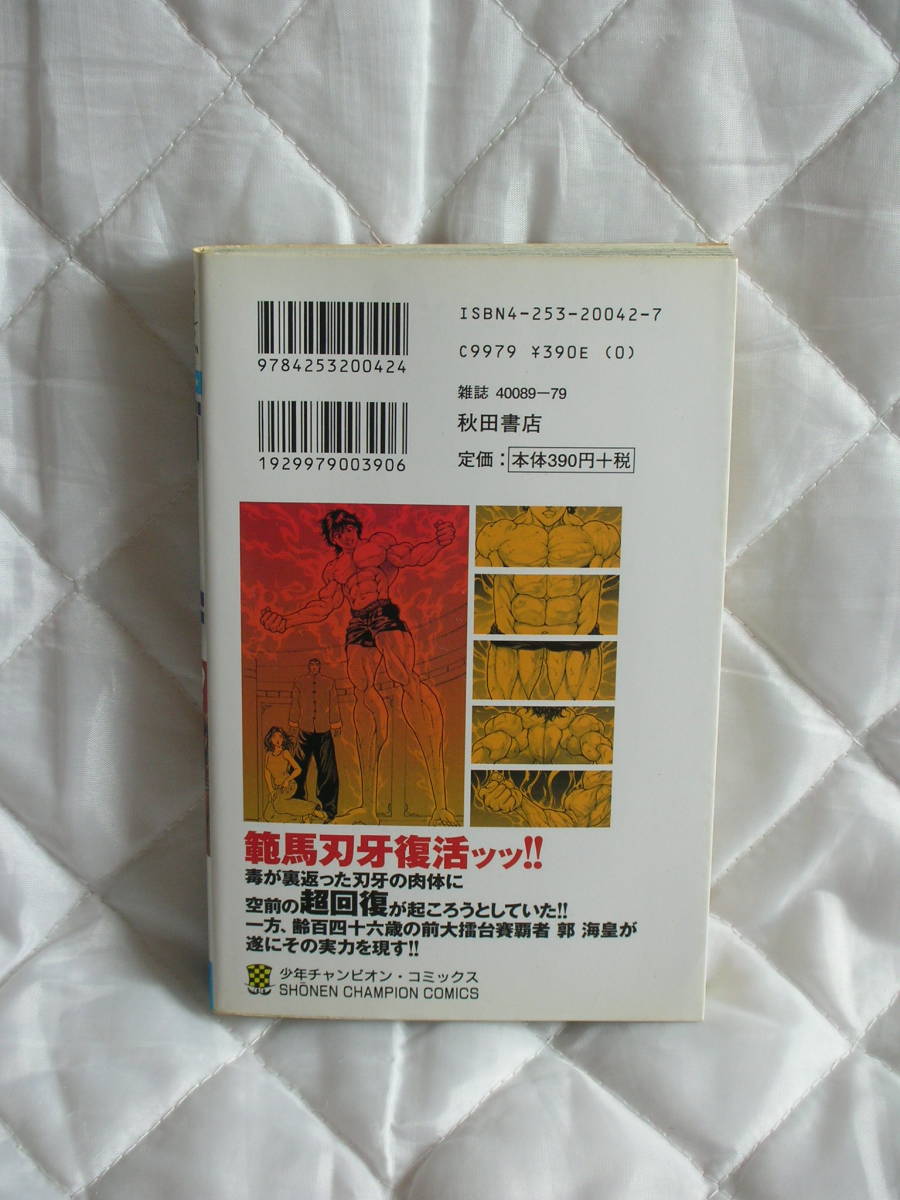 9784253200424
1929979003906
ISBN4-253-20042-7
C9979 ¥390E (0)
雑誌 40089-79
秋田書店
定価:本体390円+税
範馬刃牙復活ッッ!!
毒が裏返った刃牙の肉体に
空前の超回復が起ころうとしていた!!
一方、齢百四十六歳の前大擂台賽覇者 郭 海皇が
遂にその実力を現す!!
少年チャンピオン・コミックス
SHŌNEN CHAMPION COMICS